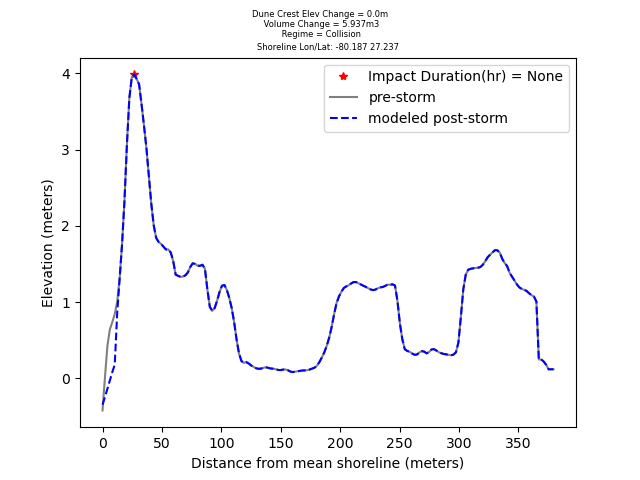 Dune Crest Elev Change = 0.0m
Volume Change = 5.937m3
Regime = Collision
Shoreline Lon/Lat: -80.187 27.237
Impact Duration(hr) = None
pre-storm
modeled post-storm
Elevation (meters)
4
3
2
1
0
0 50 100 150 200 250 300 350
Distance from mean shoreline (meters)